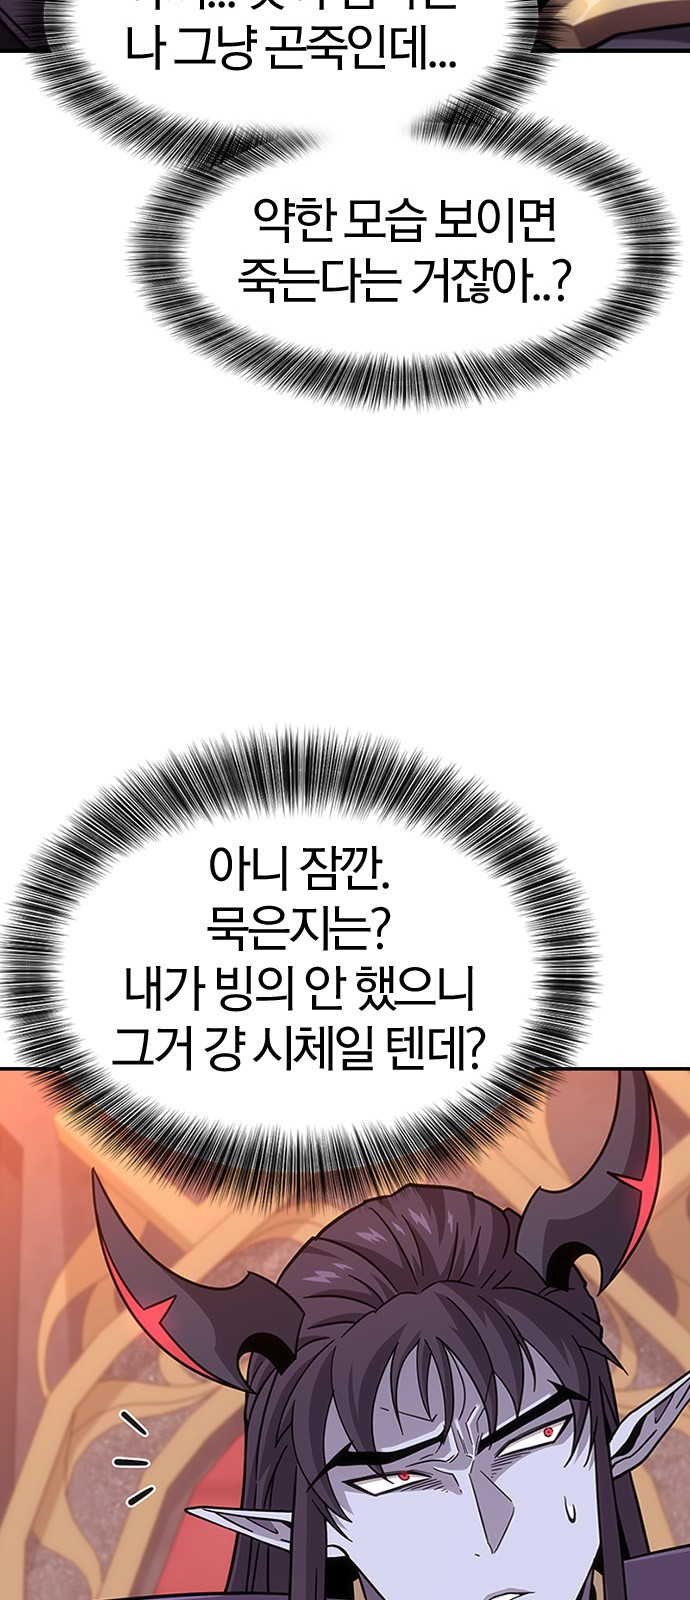 나 그냥 곤죽인데...
약한 모습 보이면
죽는다는 거잖아..?
아니 잠깐.
묵은지는?
내가 빙의 안 했으니
그거 걍 시체일 텐데?